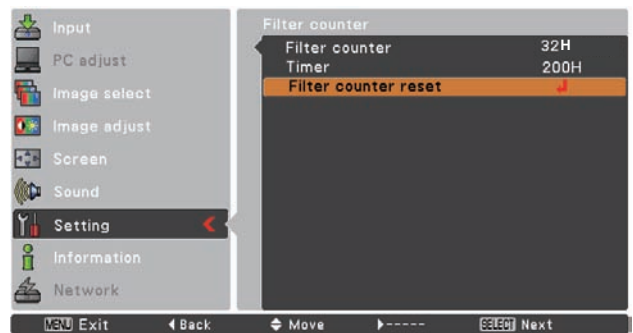 Input
PC adjust
Image select
Image adjust
Screen
Sound
Setting
Information
Network
Filter counter
Filter counter 32H
Timer 200H
Filter counter reset
MENU Exit Back Move ----- SELECT Next